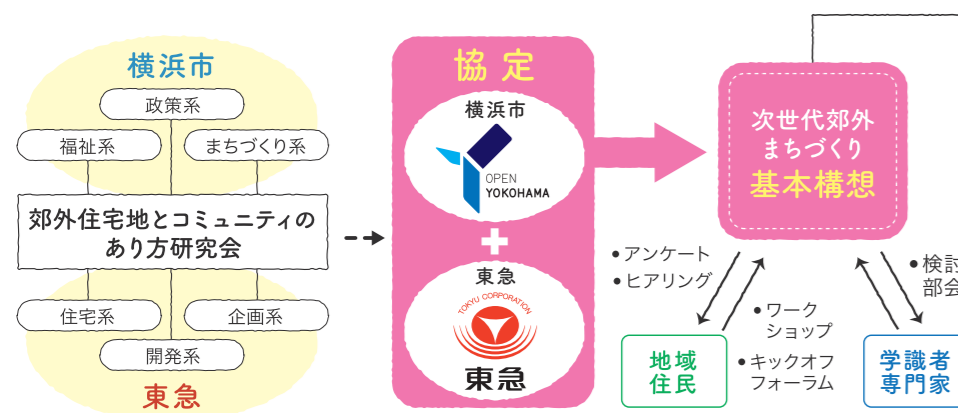 横浜市
政策系
福祉系
まちづくり系
郊外住宅地とコミュニティの
あり方研究会
住宅系
企画系
開発系
東急
協定
横浜市
OPEN
YOKOHAMA
東急
TOKYU CORPORATION
東急
次世代郊外
まちづくり
基本構想
•アンケート
•ヒアリング
•ワーク
ショップ
•キックオフ
フォーラム
地域
住民
•検討
部会
学識者
専門家